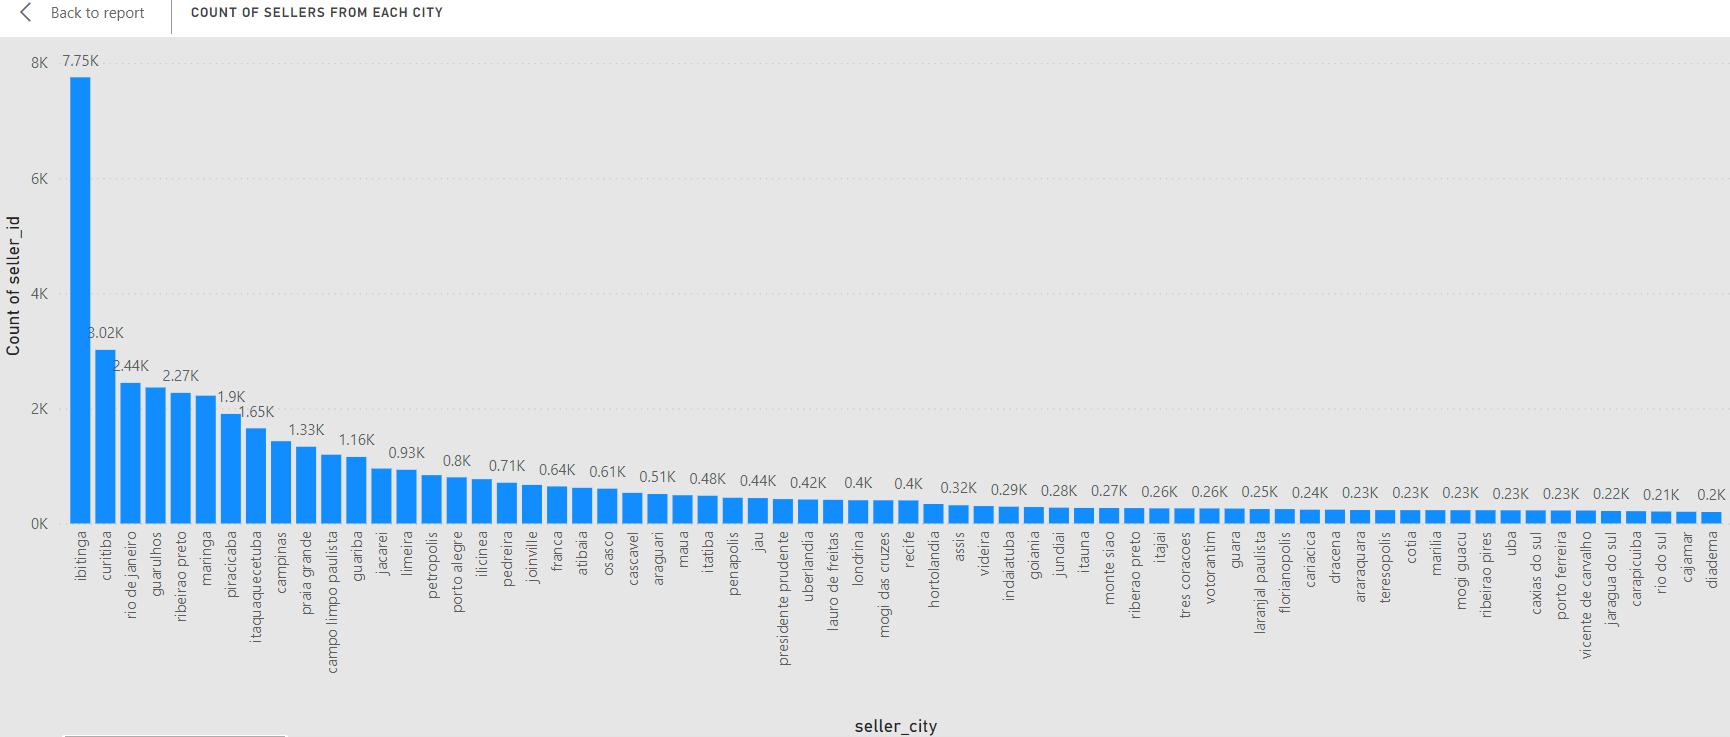 Back to report
COUNT OF SELLERS FROM EACH CITY
Count of seller_id
8K
6K
4K
2K
0K
7.75K
3.02K
2.44K
2.27K
1.9K
1.65K
1.33K
1.16K
0.93K
0.8K
0.71K
0.64K
0.61K
0.51K
0.48K
0.44K
0.42K
0.4K
0.4K
0.32K
0.29K
0.28K
0.27K
0.26K
0.26K
0.25K
0.24K
0.23K
0.23K
0.23K
0.23K
0.23K
0.22K
0.21K
0.2K
ibitinga
curitiba
rio de janeiro
guarulhos
ribeirao preto
maringa
piracicaba
itaquaquecetuba
campinas
praia grande
campo limpo paulista
guariba
jacarei
limeira
petropolis
porto alegre
ilicinea
pedreira
joinville
franca
atibaia
osasco
cascavel
araguari
maua
itatiba
penapolis
jau
presidente prudente
uberlandia
lauro de freitas
londrina
mogi das cruzes
recife
hortolandia
assis
videira
indaiatuba
goiania
jundiai
itauna
monte siao
riberao preto
itajai
tres coracoes
votorantim
guara
laranjal paulista
florianopolis
cariacica
dracena
araraquara
teresopolis
cotia
marilia
mogi guacu
ribeirao pires
uba
caxias do sul
porto ferreira
vicente de carvalho
jaragua do sul
carapicuiba
rio do sul
cajamar
diadema
seller_city